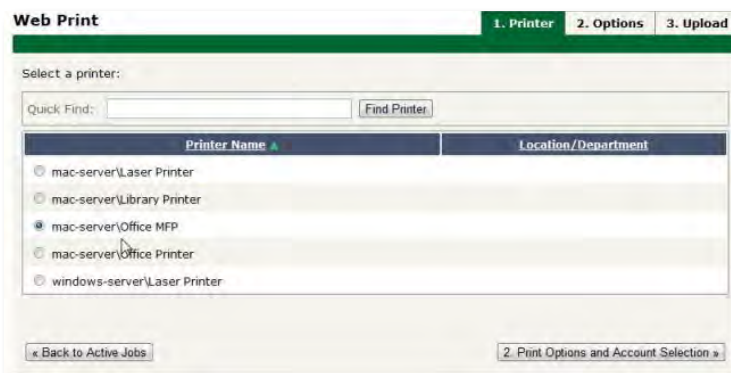 Web Print
1. Printer 2. Options 3. Upload
Select a printer:
Quick Find: Find Printer
Printer Name ▲ Location/Department
mac-server\Laser Printer
mac-server\Library Printer
mac-server\Office MFP
mac-server\office Printer
windows-server\Laser Printer
« Back to Active Jobs 2. Print Options and Account Selection »